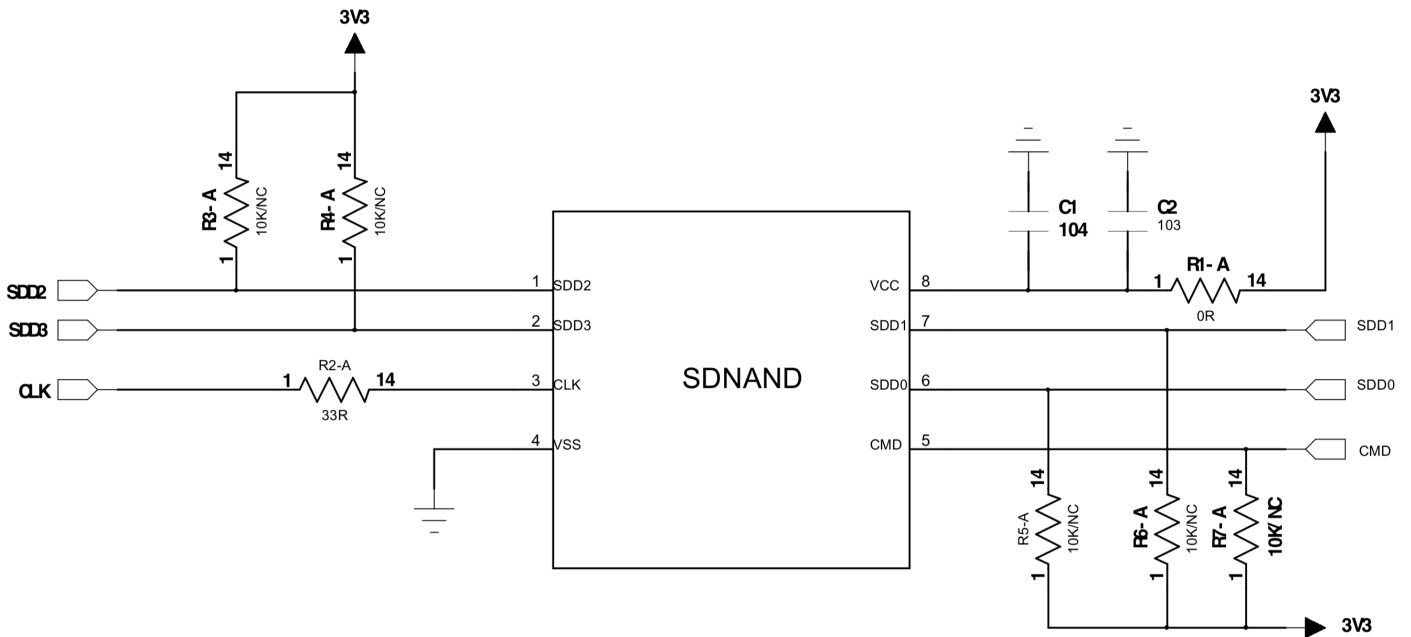 3V3
3V3
14
14
R3-A
10K/NC
R4-A
10K/NC
1
1
C1
104
C2
103
R1-A
1
14
0R
SDD2
1
SDD2
VCC
8
SDD3
2
SDD3
SDD1
7
SDD1
SDNAND
CLK
R2-A
1
14
33R
3
CLK
SDD0
6
SDD0
4
VSS
CMD
5
CMD
14
14
14
R5-A
10K/NC
R6-A
10K/NC
R7-A
10K/NC
1
1
1
3V3